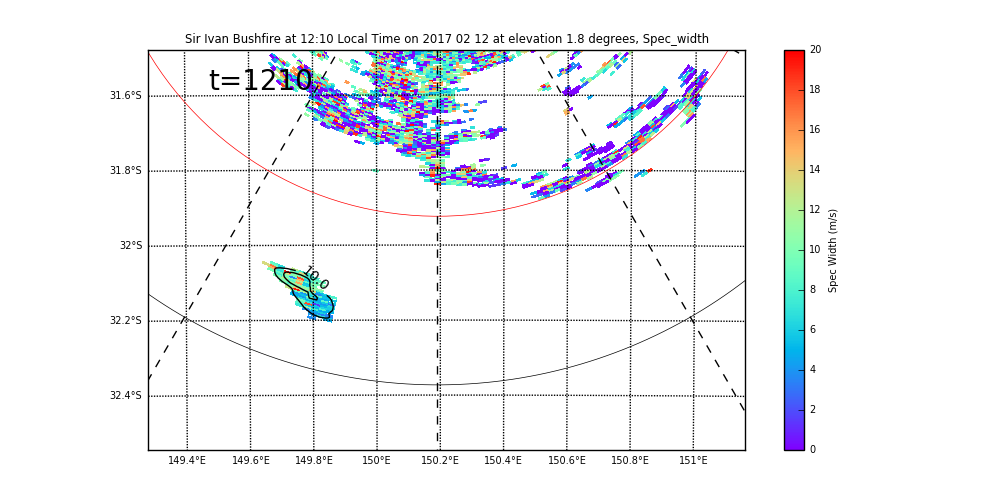 Sir Ivan Bushfire at 12:10 Local Time on 2017 02 12 at elevation 1.8 degrees, Spec_width
t=1210
31.6°S
31.8°S
32°S
32.2°S
32.4°S
10.0
149.4°E 149.6°E 149.8°E 150°E 150.2°E 150.4°E 150.6°E 150.8°E 151°E
20
18
16
14
12
10
8
6
4
2
0
Spec Width (m/s)